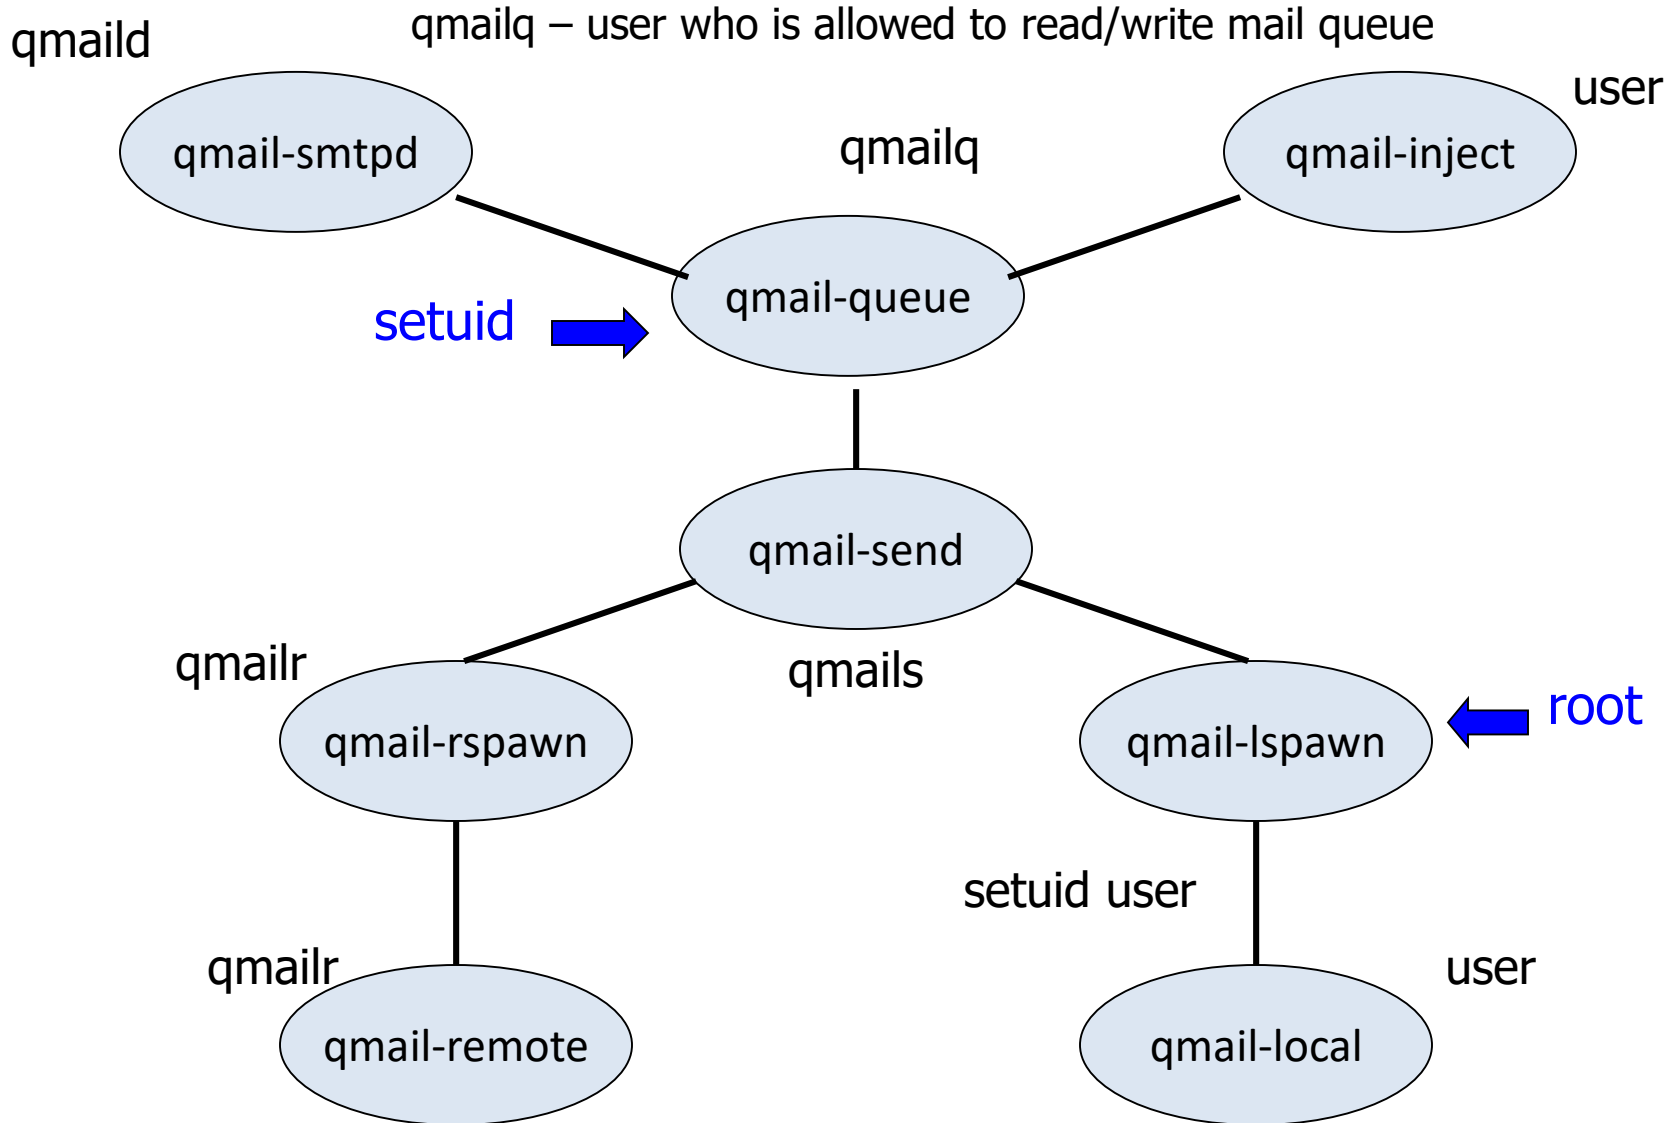 qmailq – user who is allowed to read/write mail queue
qmaild
user
qmail-smtpd
qmailq
qmail-inject
qmail-queue
setuid
qmail-send
qmailr
qmails
root
qmail-rspawn
qmail-lspawn
setuid user
qmailr
user
qmail-remote
qmail-local